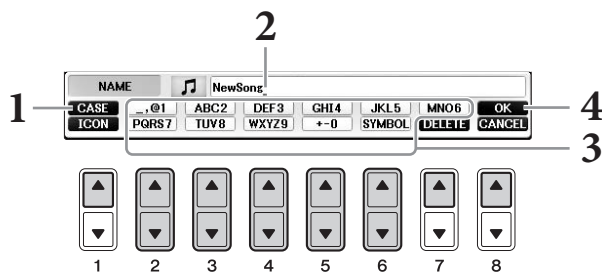 2
NAME NewSong
1 CASE _,@1 ABC2 DEF3 GHI4 JKL5 MNO6 OK 4
ICON PQRS7 TUV8 WXYZ9 +-0 SYMBOL DELETE CANCEL
3
1 2 3 4 5 6 7 8